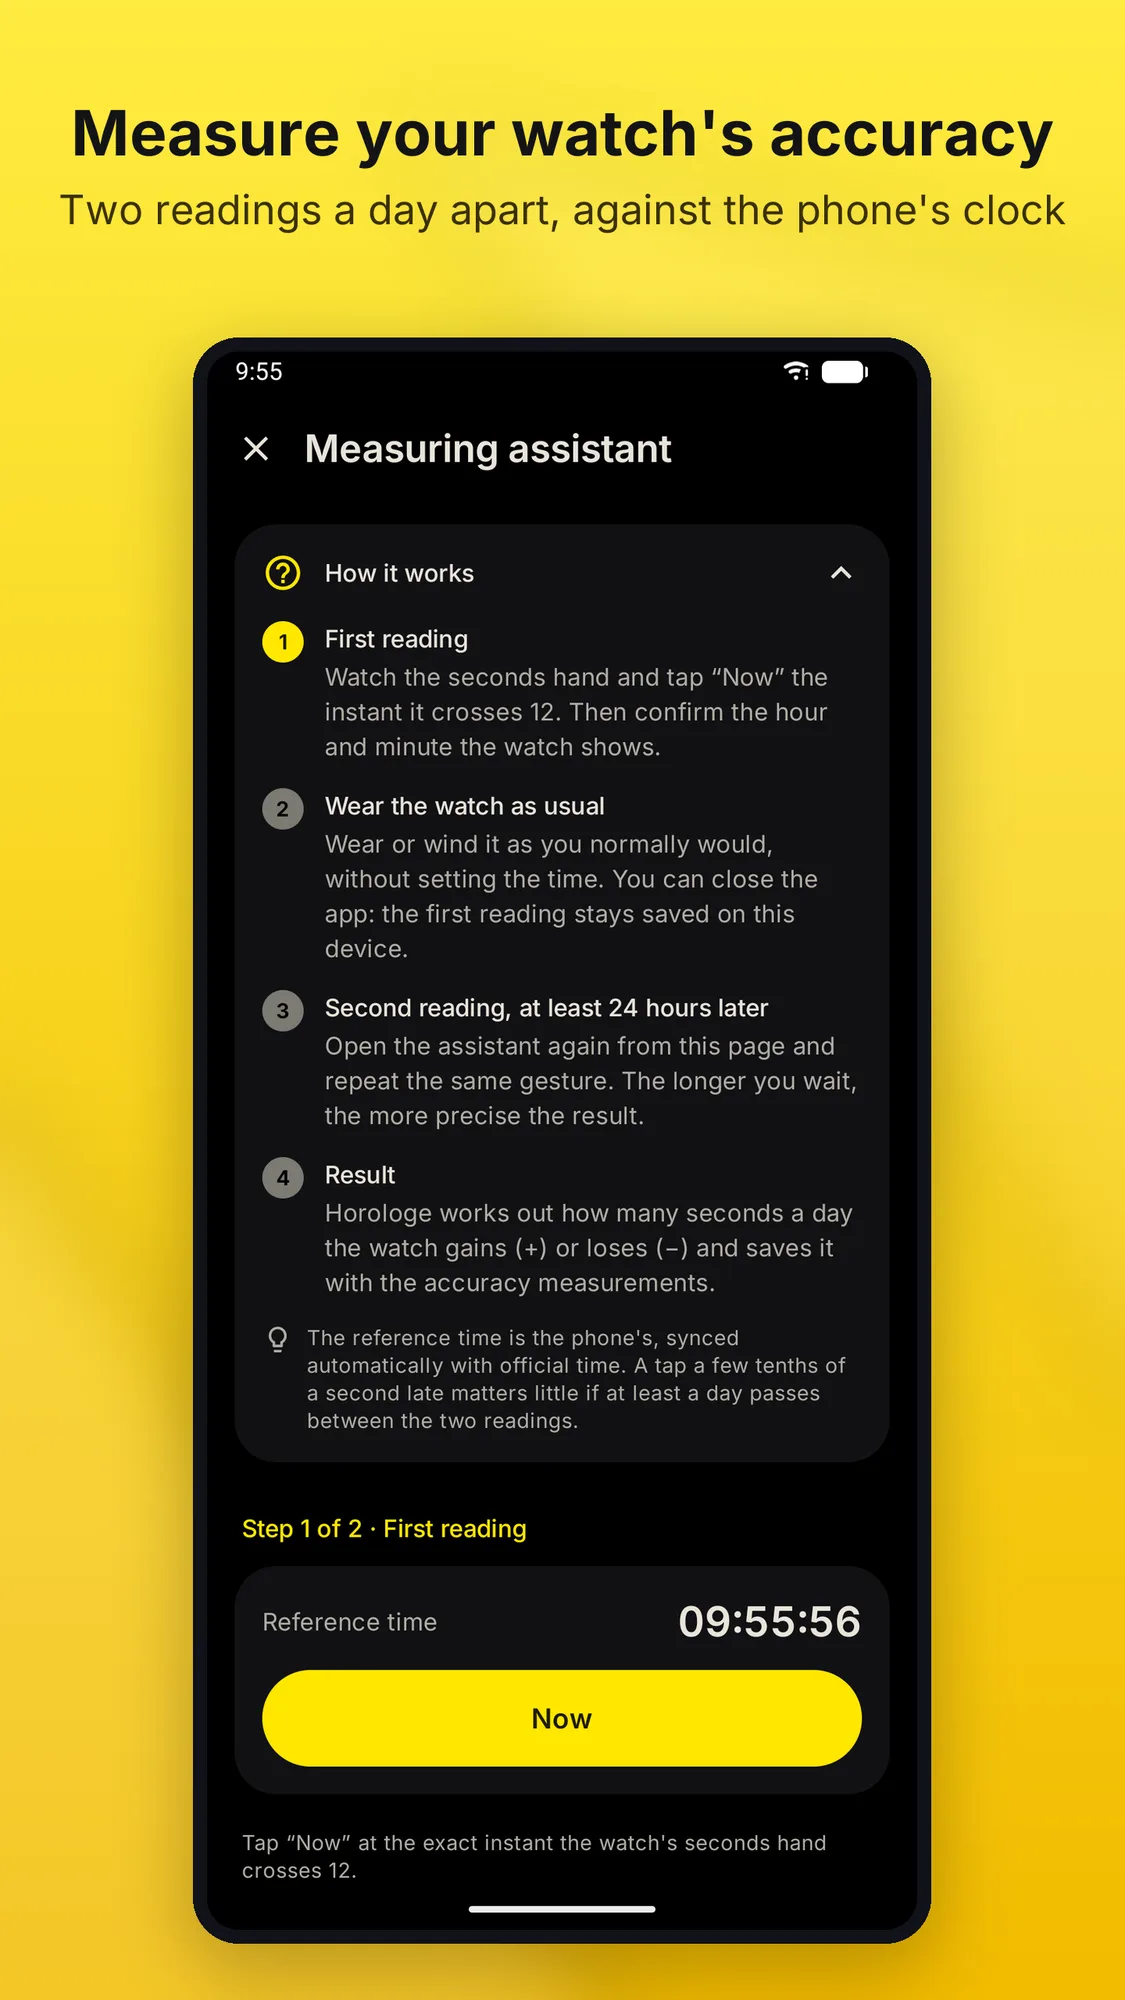 Measure your watch's accuracy
Two readings a day apart, against the phone's clock
9:55
Measuring assistant
How it works
1
First reading
Watch the seconds hand and tap “Now” the
instant it crosses 12. Then confirm the hour
and minute the watch shows.
2
Wear the watch as usual
Wear or wind it as you normally would,
without setting the time. You can close the
app: the first reading stays saved on this
device.
3
Second reading, at least 24 hours later
Open the assistant again from this page and
repeat the same gesture. The longer you wait,
the more precise the result.
4
Result
Horologe works out how many seconds a day
the watch gains (+) or loses (−) and saves it
with the accuracy measurements.
The reference time is the phone's, synced
automatically with official time. A tap a few tenths of
a second late matters little if at least a day passes
between the two readings.
Step 1 of 2 · First reading
Reference time 09:55:56
Now
Tap “Now” at the exact instant the watch's seconds hand
crosses 12.